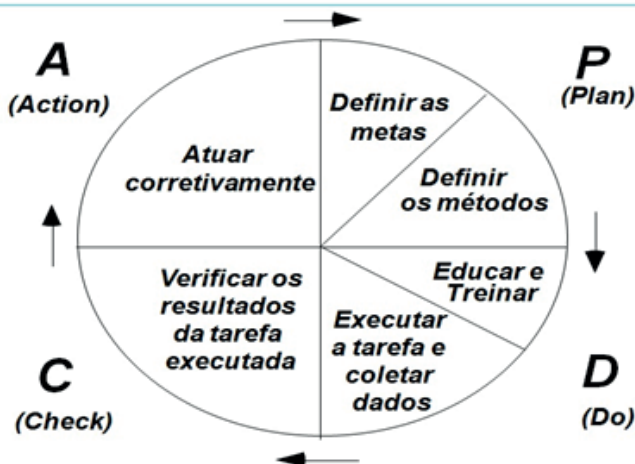 A
(Action)
P
(Plan)
Definir as
metas
Definir
os métodos
Atuar
corretivamente
Educar e
Treinar
Executar
a tarefa e
coletar
dados
Verificar os
resultados
da tarefa
executada
C
(Check)
D
(Do)